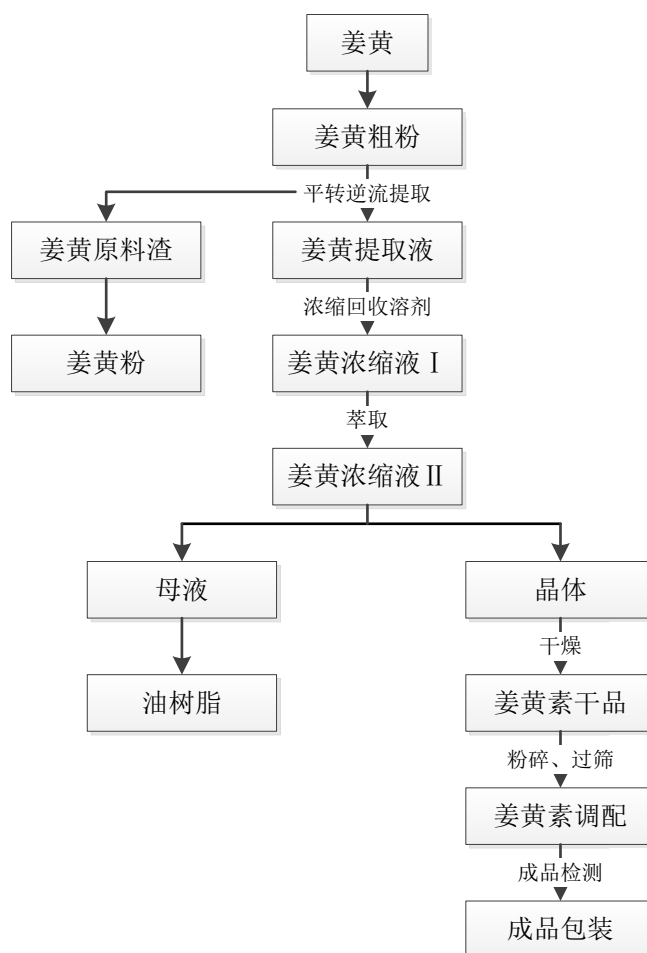 姜黄
姜黄粗粉
平转逆流提取
姜黄原料渣
姜黄提取液
浓缩回收溶剂
姜黄粉
姜黄浓缩液Ⅰ
萃取
姜黄浓缩液Ⅱ
母液
晶体
干燥
油树脂
姜黄素干品
粉碎、过筛
姜黄素调配
成品检测
成品包装